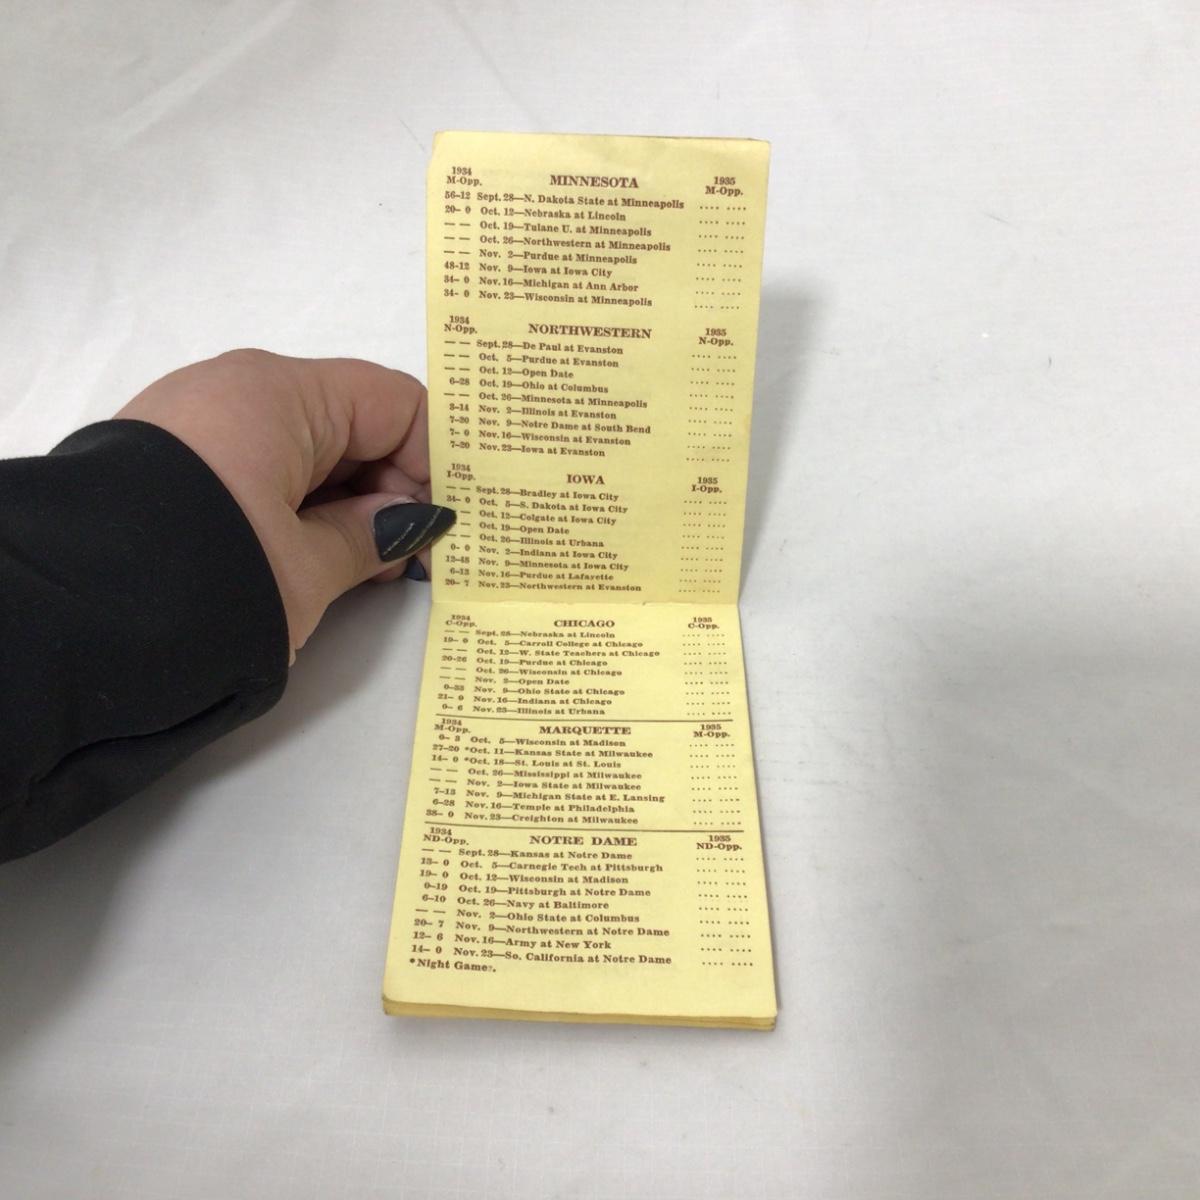 1934 MINNESOTA 1935
M-Opp. M-Opp.
56-12 Sept. 28—N. Dakota State at Minneapolis .... ....
20- 0 Oct. 12—Nebraska at Lincoln .... ....
— — Oct. 19—Tulane U. at Minneapolis .... ....
— — Oct. 26—Northwestern at Minneapolis .... ....
— — Nov. 2—Purdue at Minneapolis .... ....
48-12 Nov. 9—Iowa at Iowa City .... ....
34- 0 Nov. 16—Michigan at Ann Arbor .... ....
34- 0 Nov. 23—Wisconsin at Minneapolis .... ....
1934 NORTHWESTERN 1935
N-Opp. N-Opp.
— — Sept. 28—De Paul at Evanston .... ....
— — Oct. 5—Purdue at Evanston .... ....
— — Oct. 12—Open Date .... ....
6-28 Oct. 19—Ohio at Columbus .... ....
— — Oct. 26—Minnesota at Minneapolis .... ....
3-14 Nov. 2—Illinois at Evanston .... ....
7-20 Nov. 9—Notre Dame at South Bend .... ....
7- 0 Nov. 16—Wisconsin at Evanston .... ....
7-20 Nov. 23—Iowa at Evanston .... ....
1934 IOWA 1935
I-Opp. I-Opp.
— — Sept. 28—Bradley at Iowa City .... ....
34- 0 Oct. 5—S. Dakota at Iowa City .... ....
— Oct. 12—Colgate at Iowa City .... ....
— Oct. 19—Open Date .... ....
— — Oct. 26—Illinois at Urbana .... ....
0- 0 Nov. 2—Indiana at Iowa City .... ....
12-48 Nov. 9—Minnesota at Iowa City .... ....
6-13 Nov. 16—Purdue at Lafayette .... ....
20- 7 Nov. 23—Northwestern at Evanston .... ....
1934 CHICAGO 1935
C-Opp. C-Opp.
— — Sept. 28—Nebraska at Lincoln .... ....
19- 0 Oct. 5—Carroll College at Chicago .... ....
— — Oct. 12—W. State Teachers at Chicago .... ....
20-26 Oct. 19—Purdue at Chicago .... ....
— — Oct. 26—Wisconsin at Chicago .... ....
— — Nov. 2—Open Date .... ....
0-33 Nov. 9—Ohio State at Chicago .... ....
21- 0 Nov. 16—Indiana at Chicago .... ....
0- 6 Nov. 23—Illinois at Urbana .... ....
1934 MARQUETTE 1935
M-Opp. M-Opp.
0- 3 Oct. 5—Wisconsin at Madison .... ....
27-20 *Oct. 11—Kansas State at Milwaukee .... ....
14- 0 *Oct. 18—St. Louis at St. Louis .... ....
— — Oct. 26—Mississippi at Milwaukee .... ....
— — Nov. 2—Iowa State at Milwaukee .... ....
7-13 Nov. 9—Michigan State at E. Lansing .... ....
6-28 Nov. 16—Temple at Philadelphia .... ....
38- 0 Nov. 23—Creighton at Milwaukee .... ....
1934 NOTRE DAME 1935
ND-Opp. ND-Opp.
— — Sept. 28—Kansas at Notre Dame .... ....
13- 0 Oct. 5—Carnegie Tech at Pittsburgh .... ....
19- 0 Oct. 12—Wisconsin at Madison .... ....
0-19 Oct. 19—Pittsburgh at Notre Dame .... ....
6-10 Oct. 26—Navy at Baltimore .... ....
— — Nov. 2—Ohio State at Columbus .... ....
20- 7 Nov. 9—Northwestern at Notre Dame .... ....
12- 6 Nov. 16—Army at New York .... ....
14- 0 Nov. 23—So. California at Notre Dame .... ....
*Night Games.